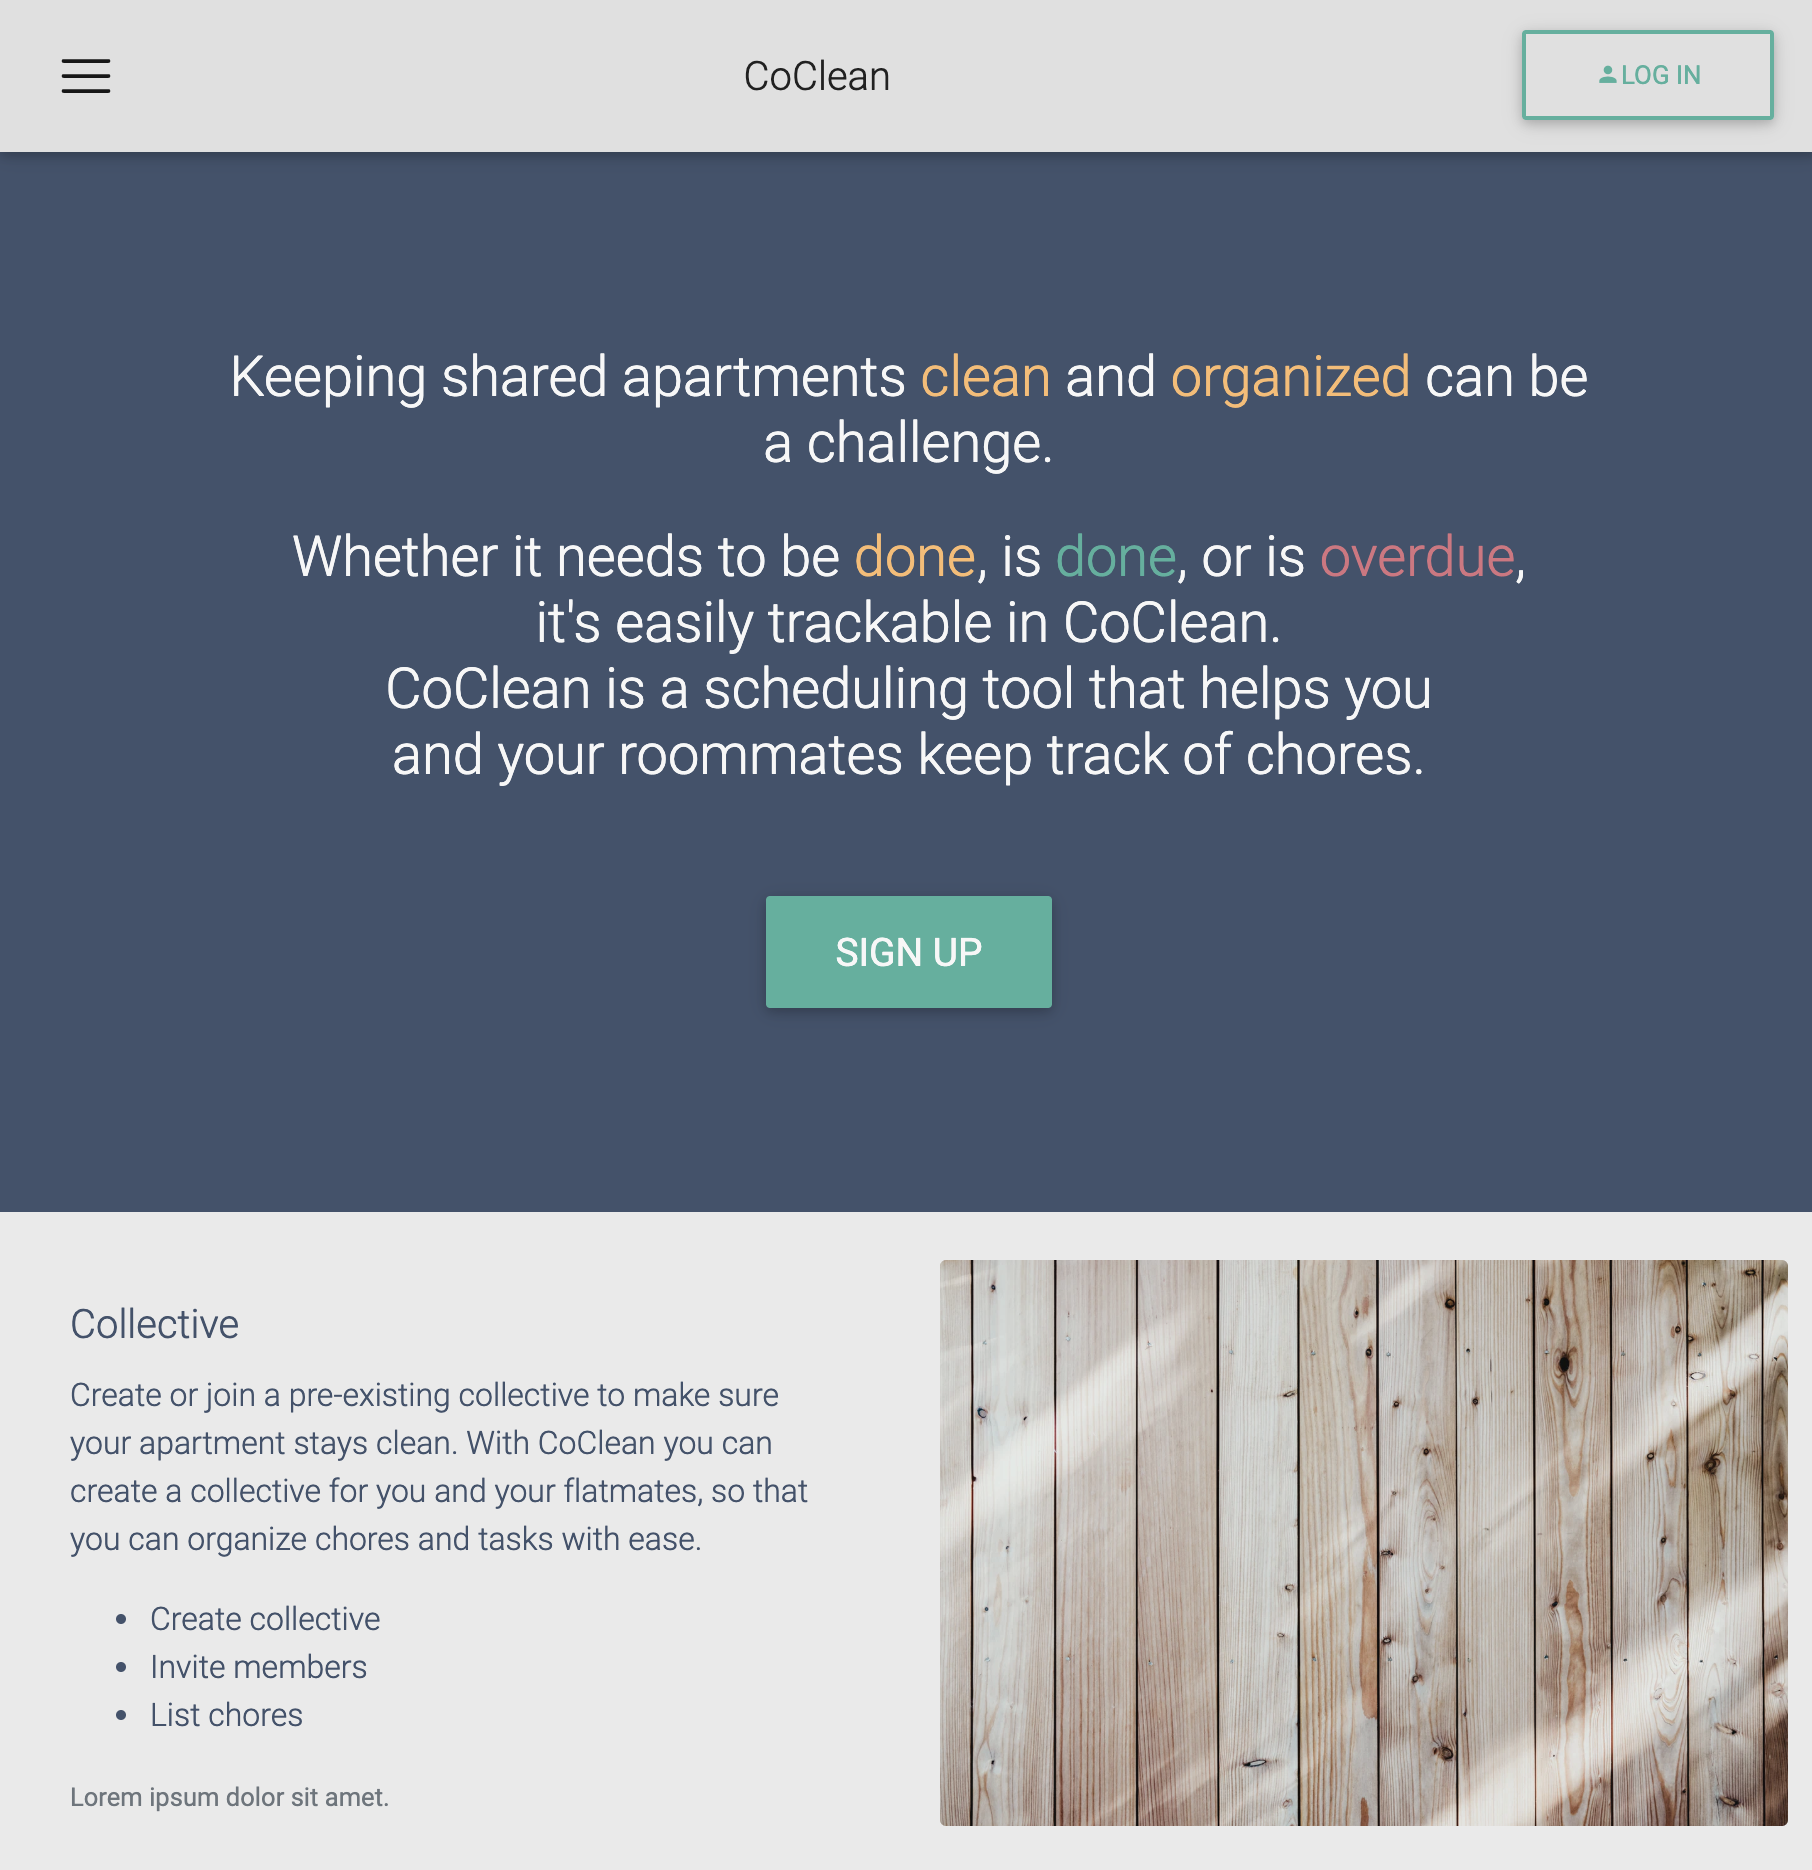 CoClean
LOG IN
Keeping shared apartments clean and organized can be
a challenge.
Whether it needs to be done, is done, or is overdue,
it's easily trackable in CoClean.
CoClean is a scheduling tool that helps you
and your roommates keep track of chores.
SIGN UP
Collective
Create or join a pre-existing collective to make sure
your apartment stays clean. With CoClean you can
create a collective for you and your flatmates, so that
you can organize chores and tasks with ease.
• Create collective
• Invite members
• List chores
Lorem ipsum dolor sit amet.